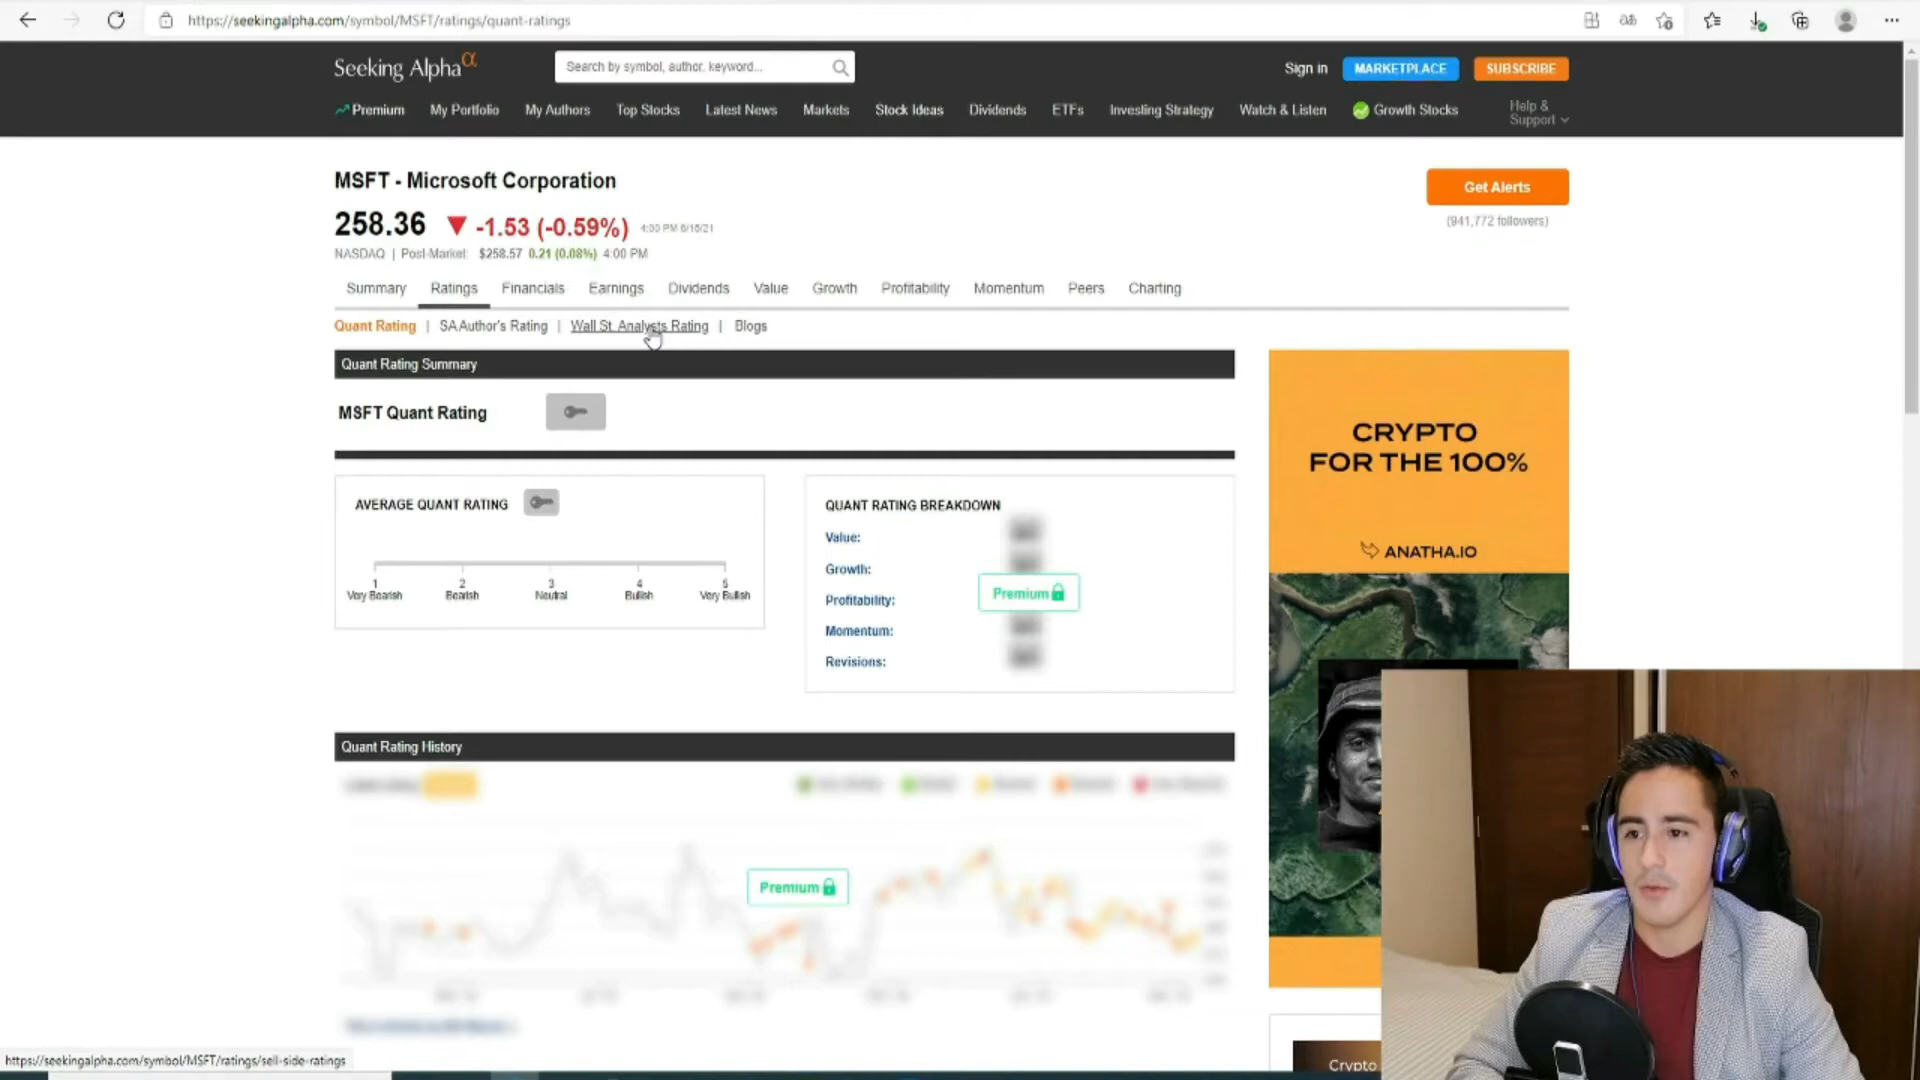 https://seekingalpha.com/symbol/MSFT/ratings/quant-ratings
Seeking Alpha α
Search by symbol, author, keyword...
Sign in
MARKETPLACE
SUBSCRIBE
Premium
My Portfolio
My Authors
Top Stocks
Latest News
Markets
Stock Ideas
Dividends
ETFs
Investing Strategy
Watch & Listen
Growth Stocks
Help &
Support
MSFT - Microsoft Corporation
Get Alerts
258.36 ▼ -1.53 (-0.59%)
(941,772 followers)
NASDAQ | Post-Market: $258.57 0.21 (0.08%) 4:00 PM
Summary
Ratings
Financials
Earnings
Dividends
Value
Growth
Profitability
Momentum
Peers
Charting
Quant Rating | SA Author's Rating | Wall St. Analysts Rating | Blogs
Quant Rating Summary
MSFT Quant Rating
AVERAGE QUANT RATING
1
Very Bearish
2
Bearish
3
Neutral
4
Bullish
5
Very Bullish
QUANT RATING BREAKDOWN
Value:
Growth:
Profitability:
Momentum:
Revisions:
Premium
Quant Rating History
Premium
CRYPTO
FOR THE 100%
ANATHA.IO
Crypto
https://seekingalpha.com/symbol/MSFT/ratings/sell-side-ratings